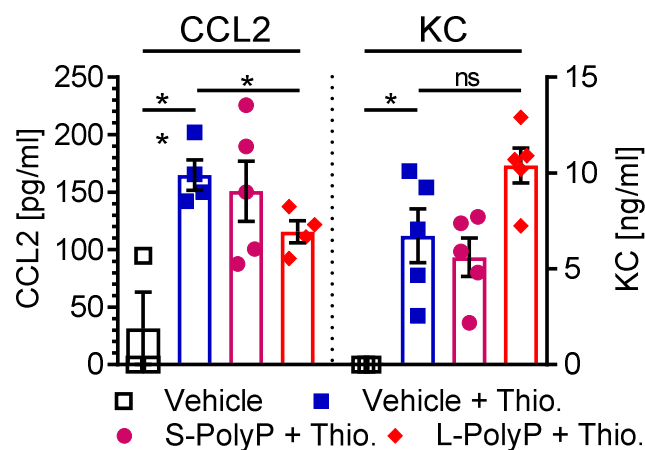 CCL2 KC
250 15
200
150 10
100
50 5
0 0
CCL2 [pg/ml]
KC [ng/ml]
* * ns
* *
Vehicle Vehicle + Thio.
S-PolyP + Thio. L-PolyP + Thio.